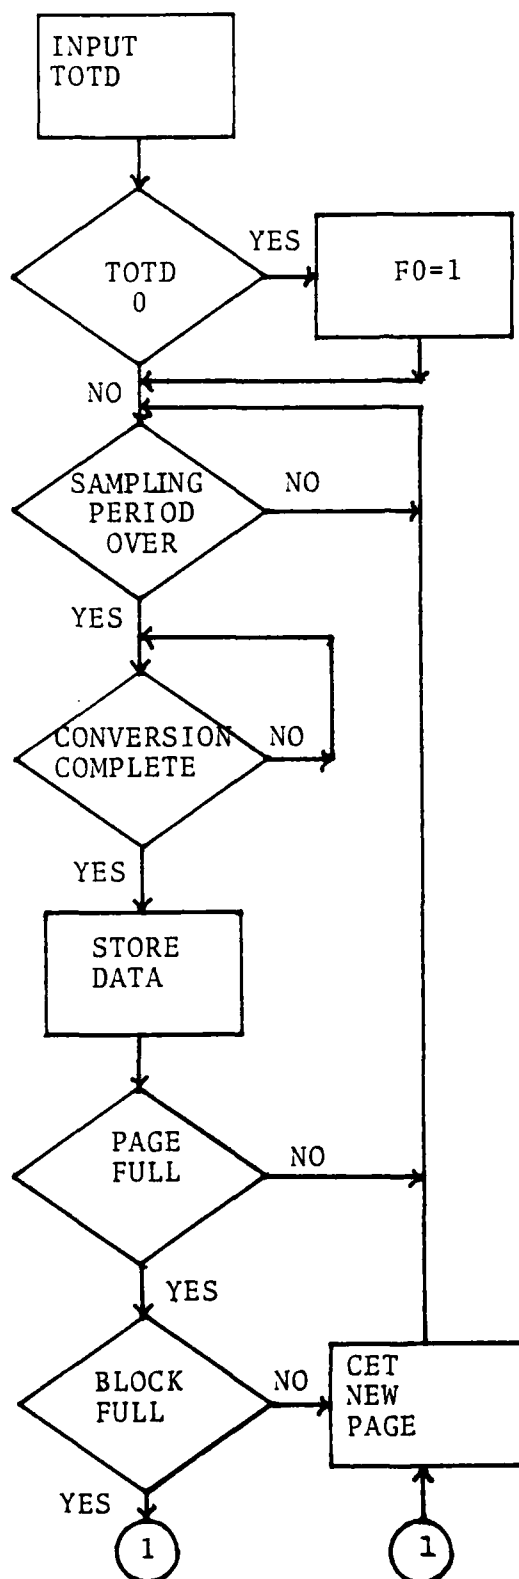 INPUT
TOTD
YES
TOTD
0
F0=1
NO
SAMPLING
PERIOD
OVER
NO
YES
CONVERSION
COMPLETE
NO
YES
STORE
DATA
PAGE
FULL
NO
YES
BLOCK
FULL
NO
CET
NEW
PAGE
YES
1
1